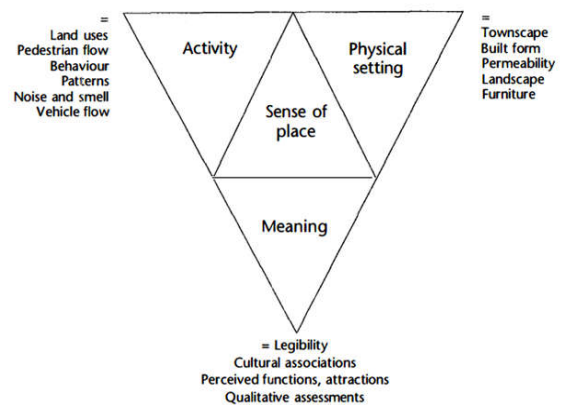 =
Land uses
Pedestrian flow
Behaviour
Patterns
Noise and smell
Vehicle flow
Activity
Physical
setting
=
Townscape
Built form
Permeability
Landscape
Furniture
Sense of
place
Meaning
= Legibility
Cultural associations
Perceived functions, attractions
Qualitative assessments